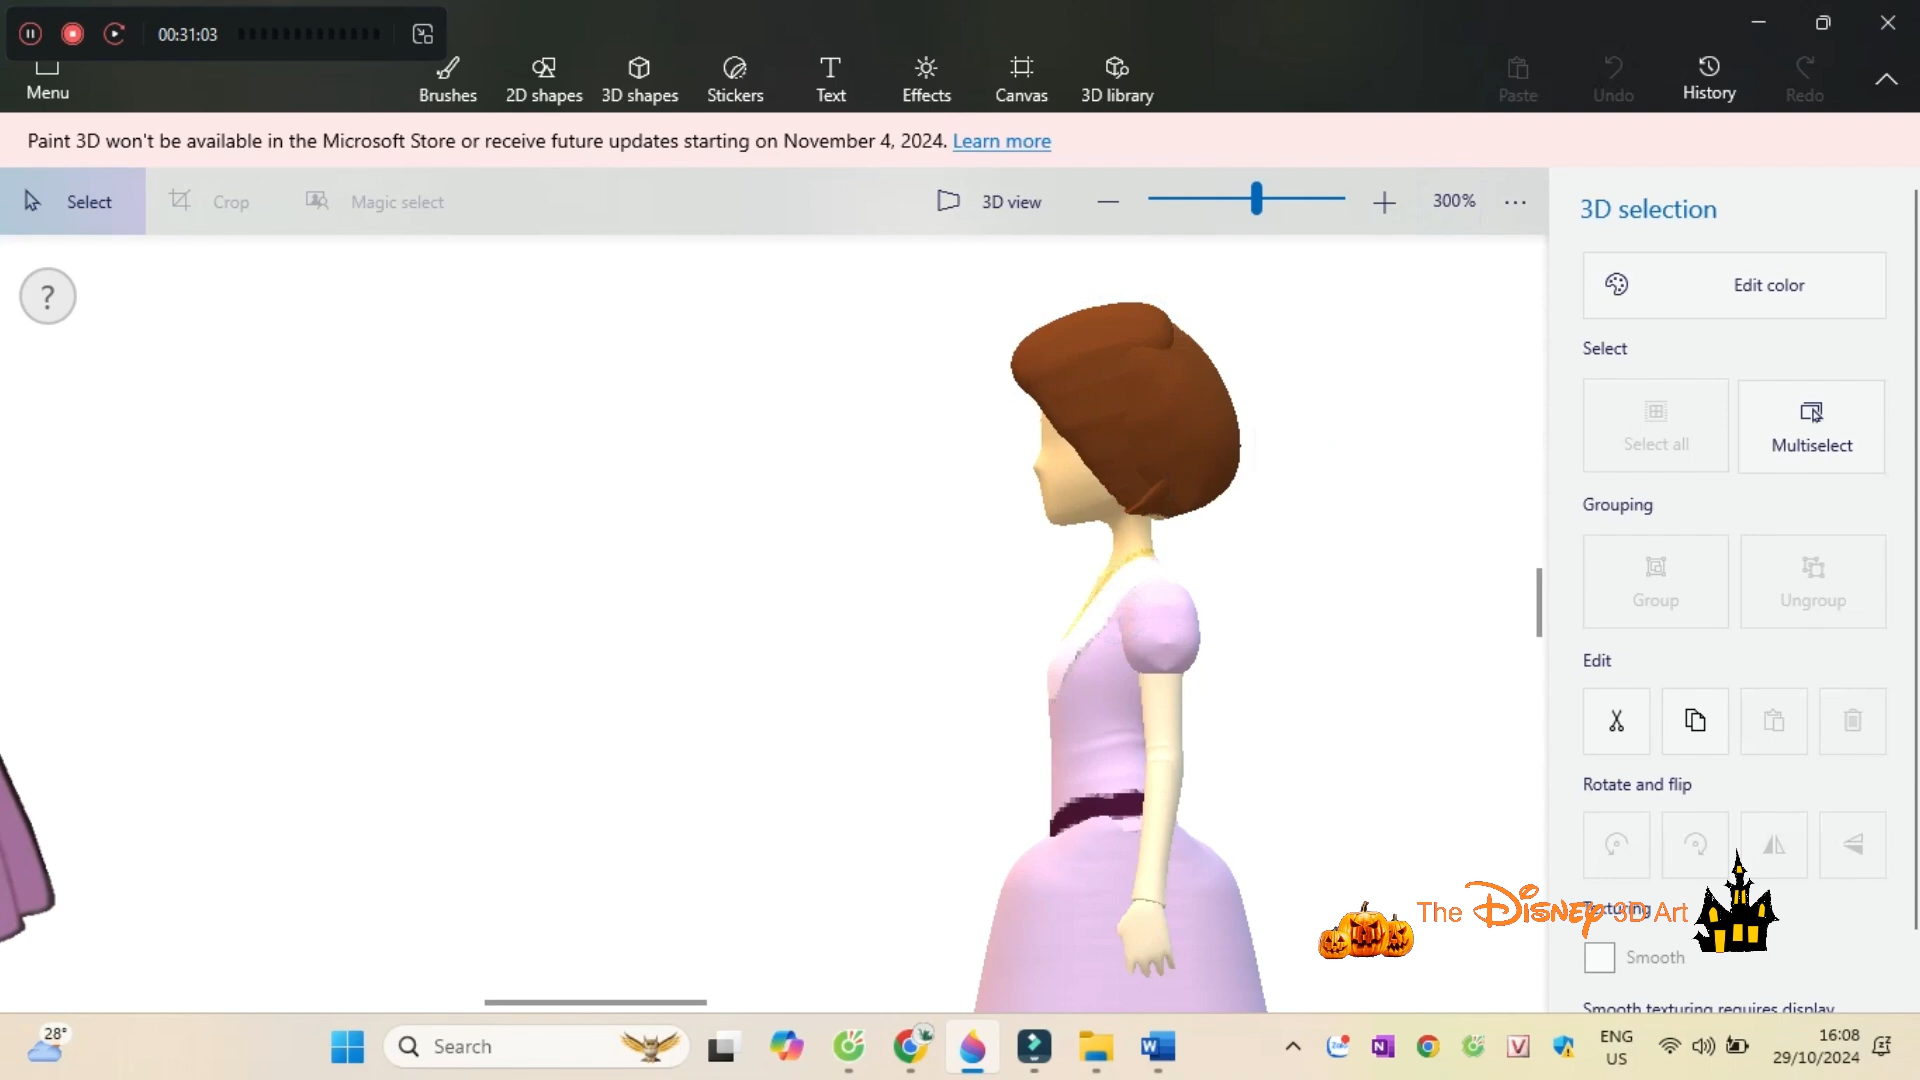 00:31:03
Menu
Brushes
2D shapes
3D shapes
Stickers
Text
Effects
Canvas
3D library
Paste
Undo
History
Redo
Paint 3D won't be available in the Microsoft Store or receive future updates starting on November 4, 2024. Learn more
Select
Crop
Magic select
3D view
300%
?
3D selection
Edit color
Select
Select all
Multiselect
Grouping
Group
Ungroup
Edit
Rotate and flip
Texturing
The Disney 3D Art
Smooth
Smooth texturing requires display
28°
Search
ENG
US
16:08
29/10/2024